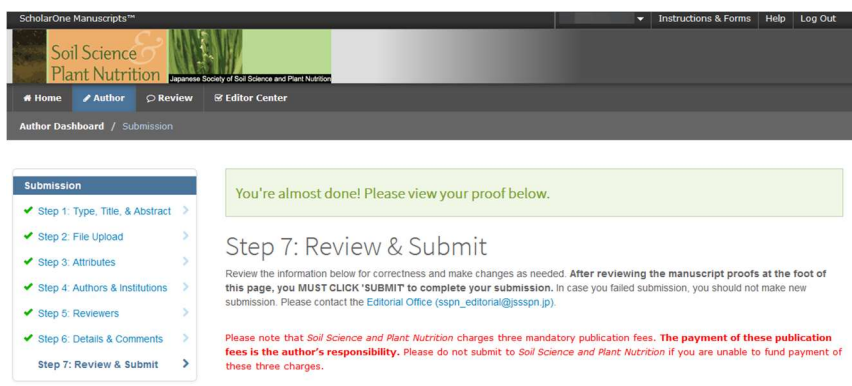 ScholarOne Manuscripts™
Instructions & Forms Help Log Out
Soil Science &
Plant Nutrition
Japanese Society of Soil Science and Plant Nutrition
Home Author Review Editor Center
Author Dashboard / Submission
Submission
Step 1: Type, Title, & Abstract
Step 2: File Upload
Step 3: Attributes
Step 4: Authors & Institutions
Step 5: Reviewers
Step 6: Details & Comments
Step 7: Review & Submit
You're almost done! Please view your proof below.
Step 7: Review & Submit
Review the information below for correctness and make changes as needed. After reviewing the manuscript proofs at the foot of
this page, you MUST CLICK 'SUBMIT' to complete your submission. In case you failed submission, you should not make new
submission. Please contact the Editorial Office (sspn_editorial@jssspn.jp).
Please note that Soil Science and Plant Nutrition charges three mandatory publication fees. The payment of these publication
fees is the author's responsibility. Please do not submit to Soil Science and Plant Nutrition if you are unable to fund payment of
these three charges.